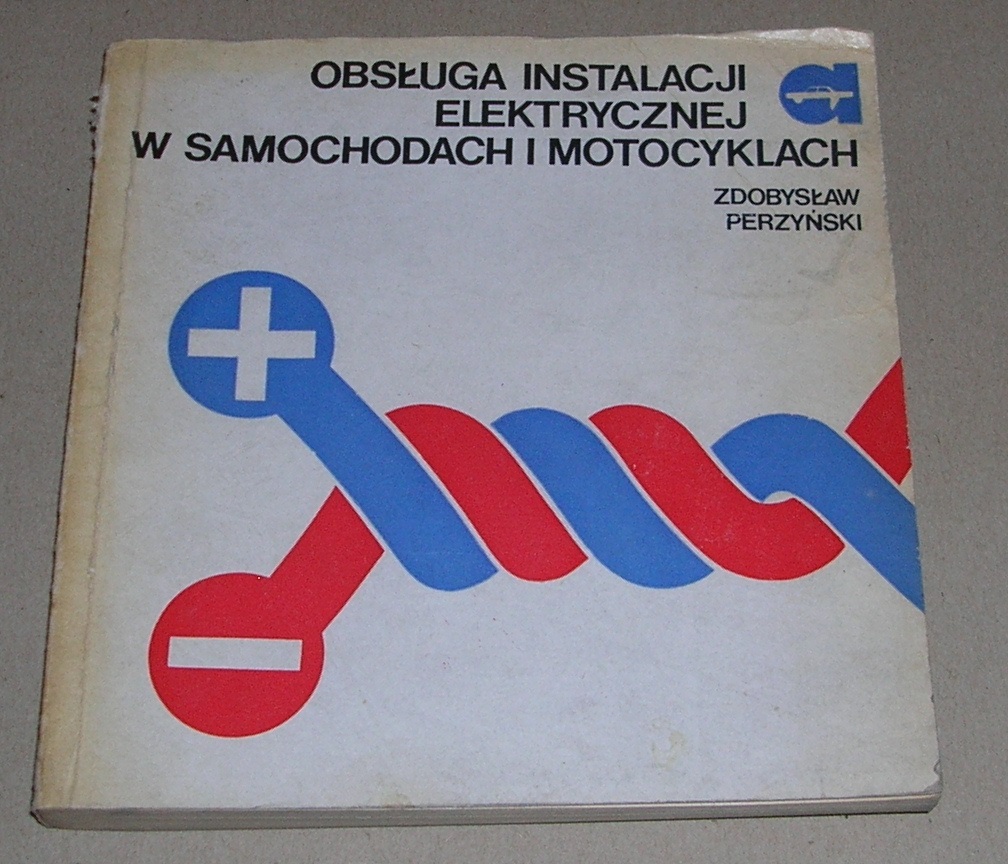 OBSŁUGA INSTALACJI
ELEKTRYCZNEJ
W SAMOCHODACH I MOTOCYKLACH
ZDOBYSŁAW
PERZYŃSKI